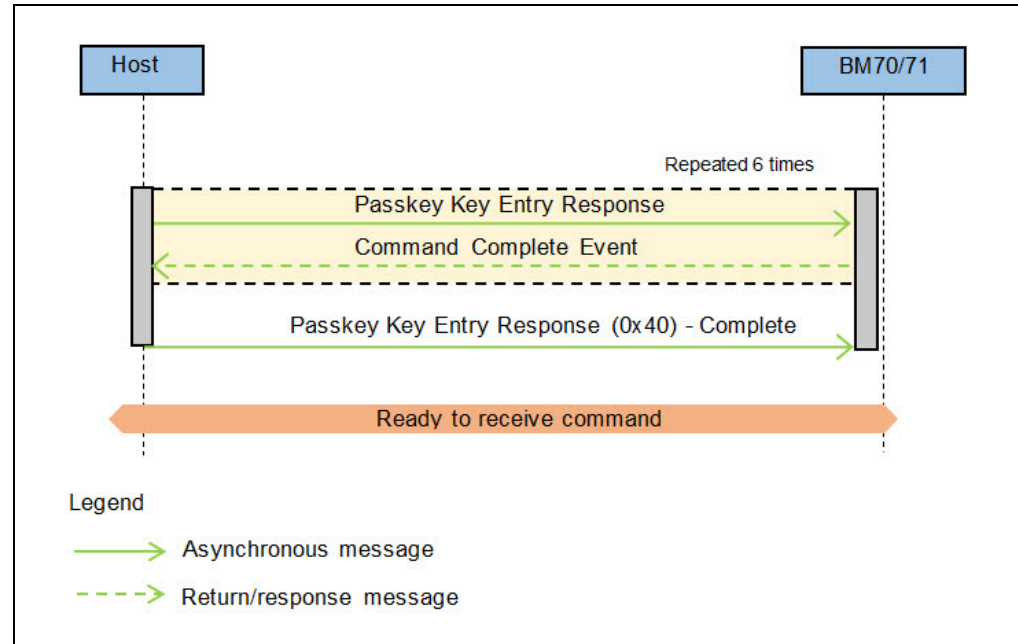 Host
BM70/71
Repeated 6 times
Passkey Key Entry Response
Command Complete Event
Passkey Key Entry Response (0x40) - Complete
Ready to receive command
Legend
Asynchronous message
Return/response message